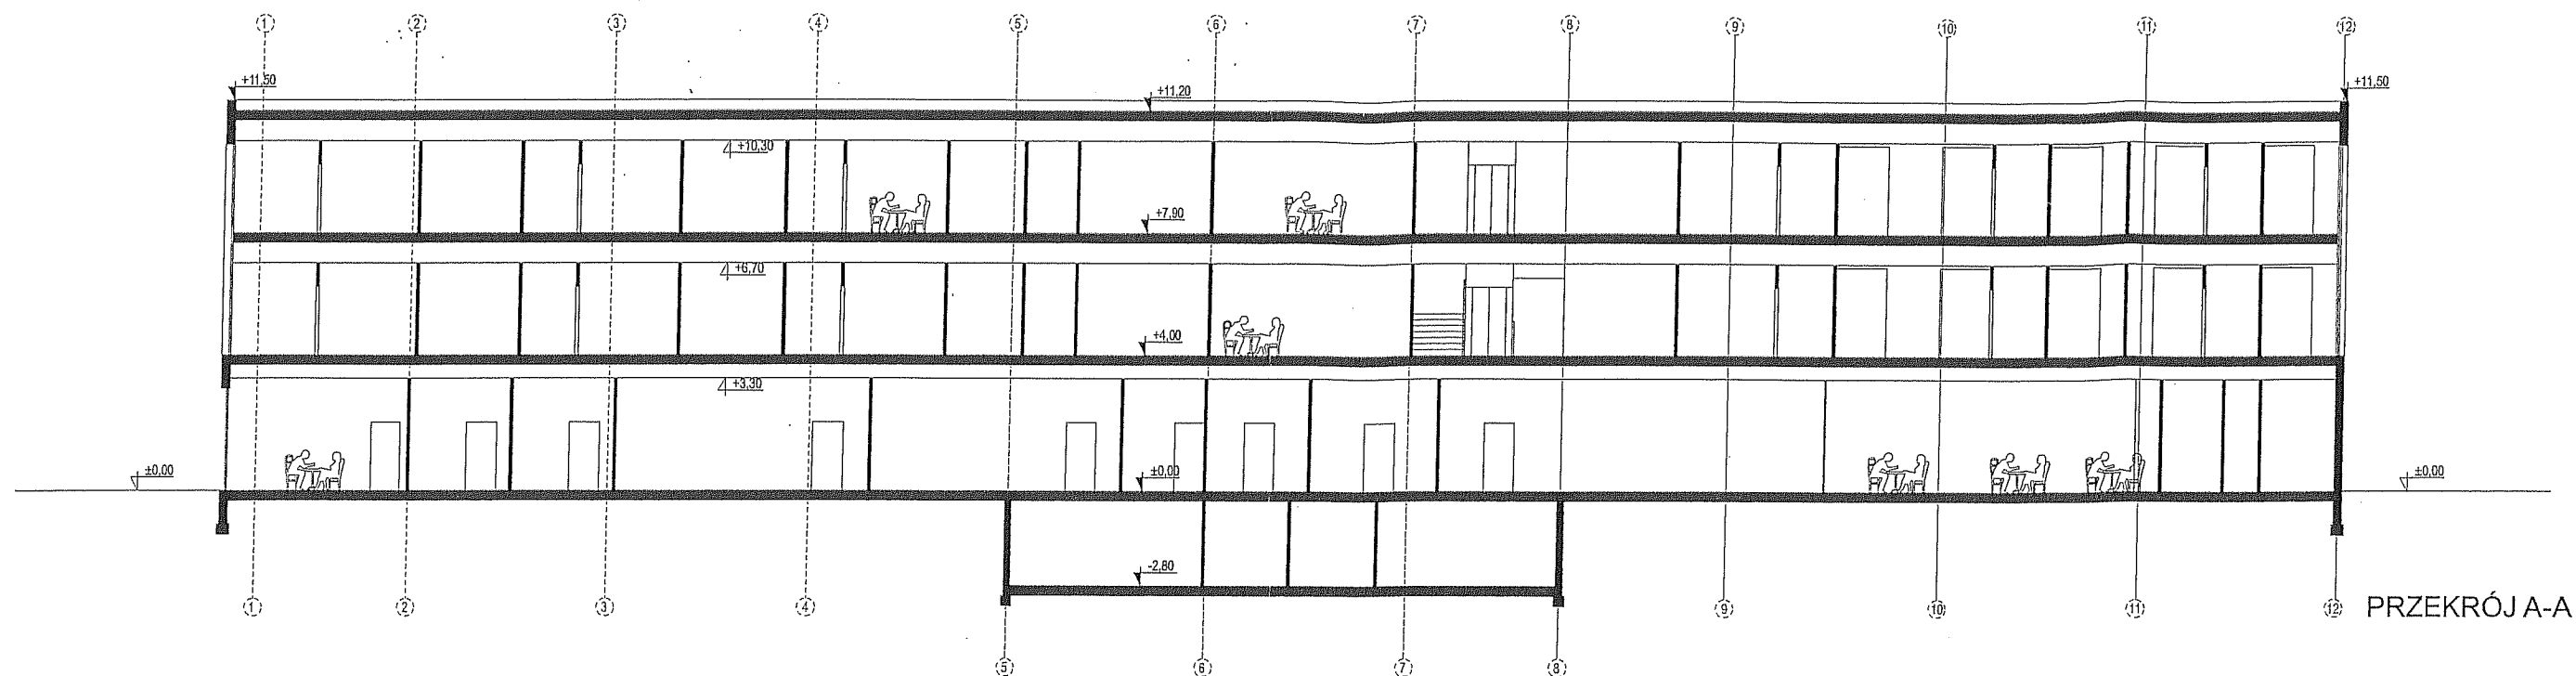 1 2 3 4 5 6 7 8 9 10 11 12
+11,50 +11,20 +11,50
+10,30
+7,90
+6,70
+4,00
+3,30
±0,00 ±0,00 ±0,00
-2,80
1 2 3 4 9 10 11 12 PRZEKRÓJ A-A
5 6 7 8